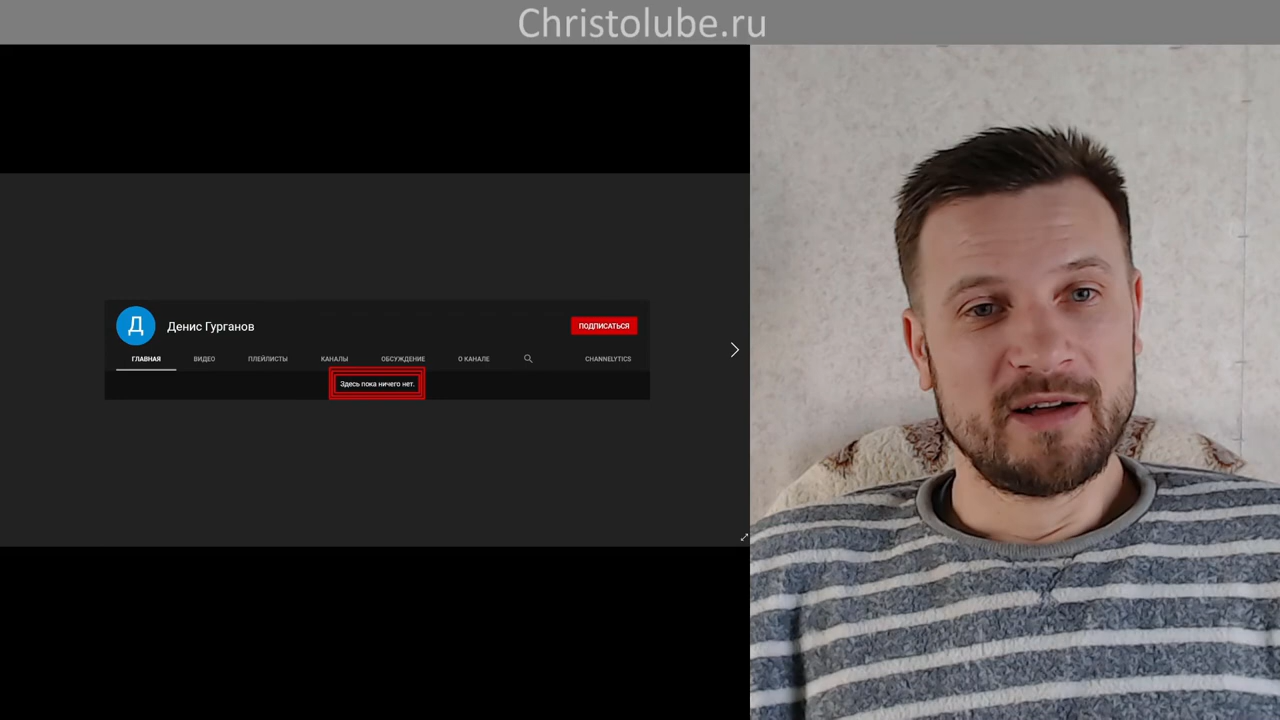 Christolube.ru
Д
Денис Гурганов
ПОДПИСАТЬСЯ
ГЛАВНАЯ ВИДЕО ПЛЕЙЛИСТЫ КАНАЛЫ ОБСУЖДЕНИЕ О КАНАЛЕ CHANNELYTICS
Здесь пока ничего нет.